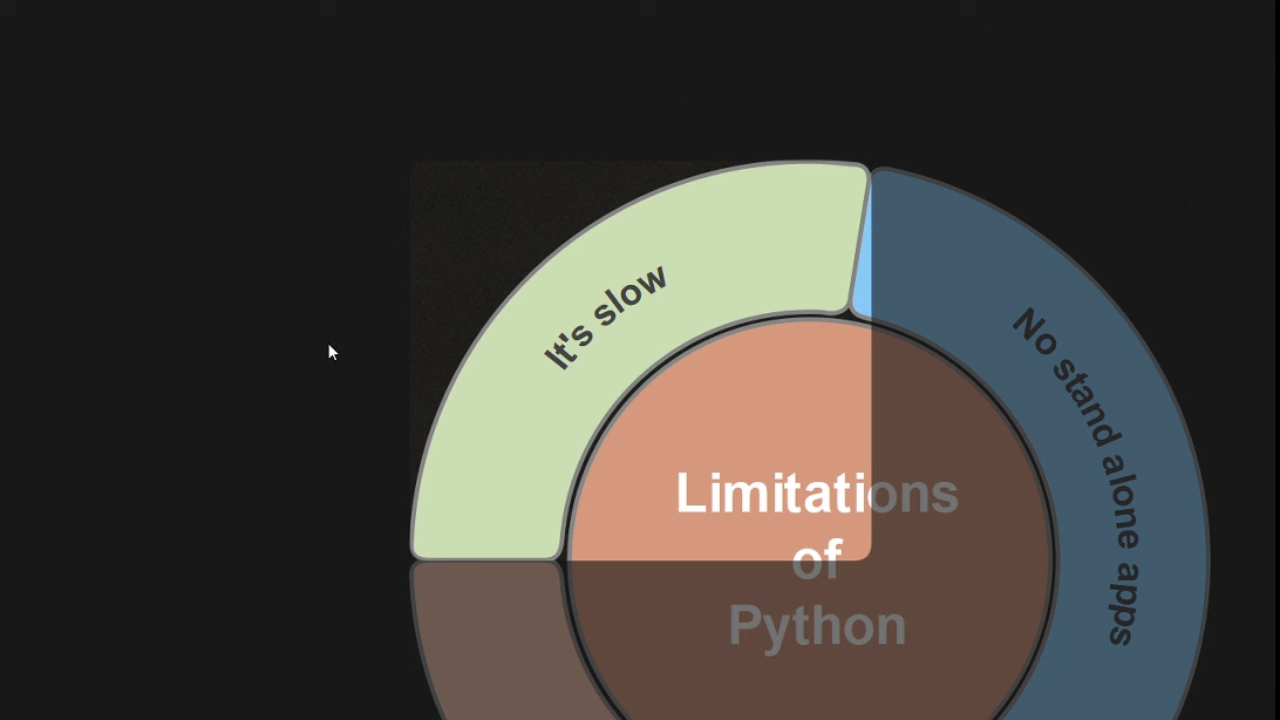 It's slow
No stand alone apps
Limitations
of
Python